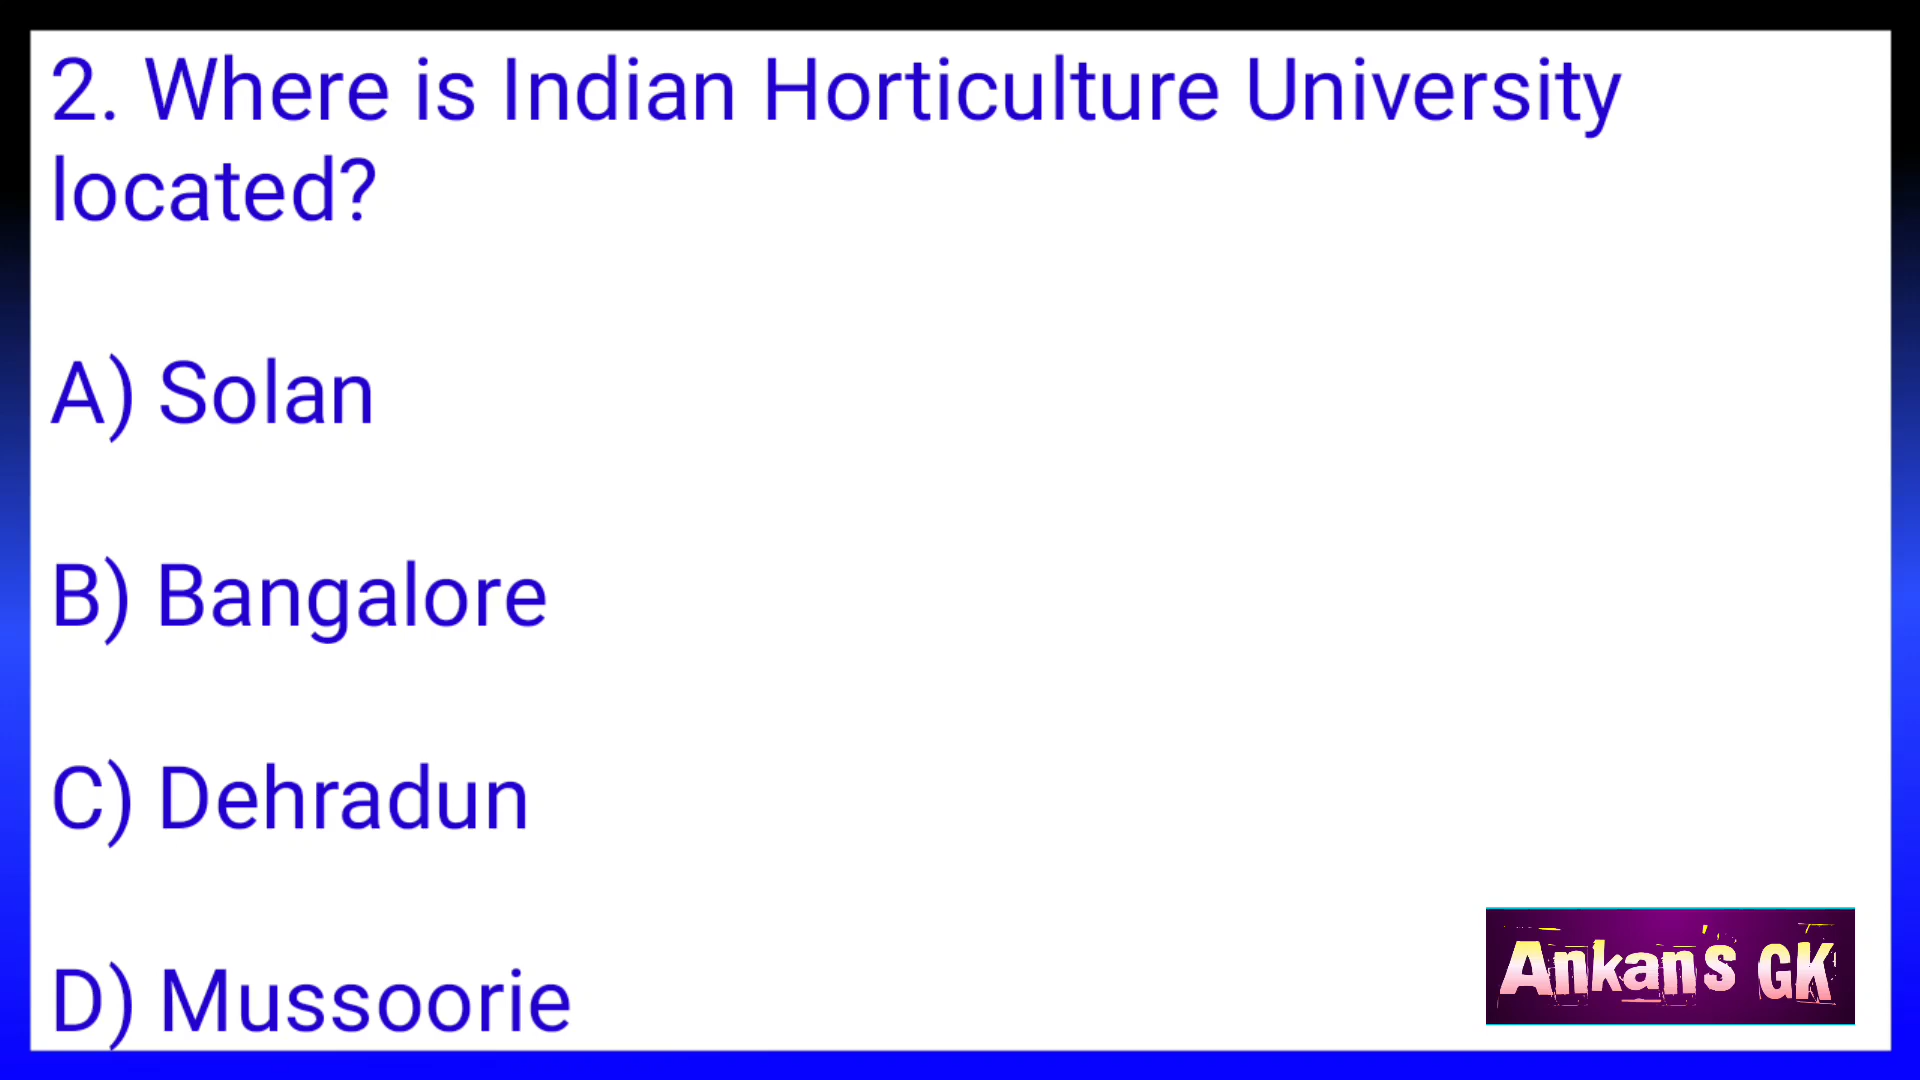 2. Where is Indian Horticulture University
located?
A) Solan
B) Bangalore
C) Dehradun
D) Mussoorie
Ankan's GK